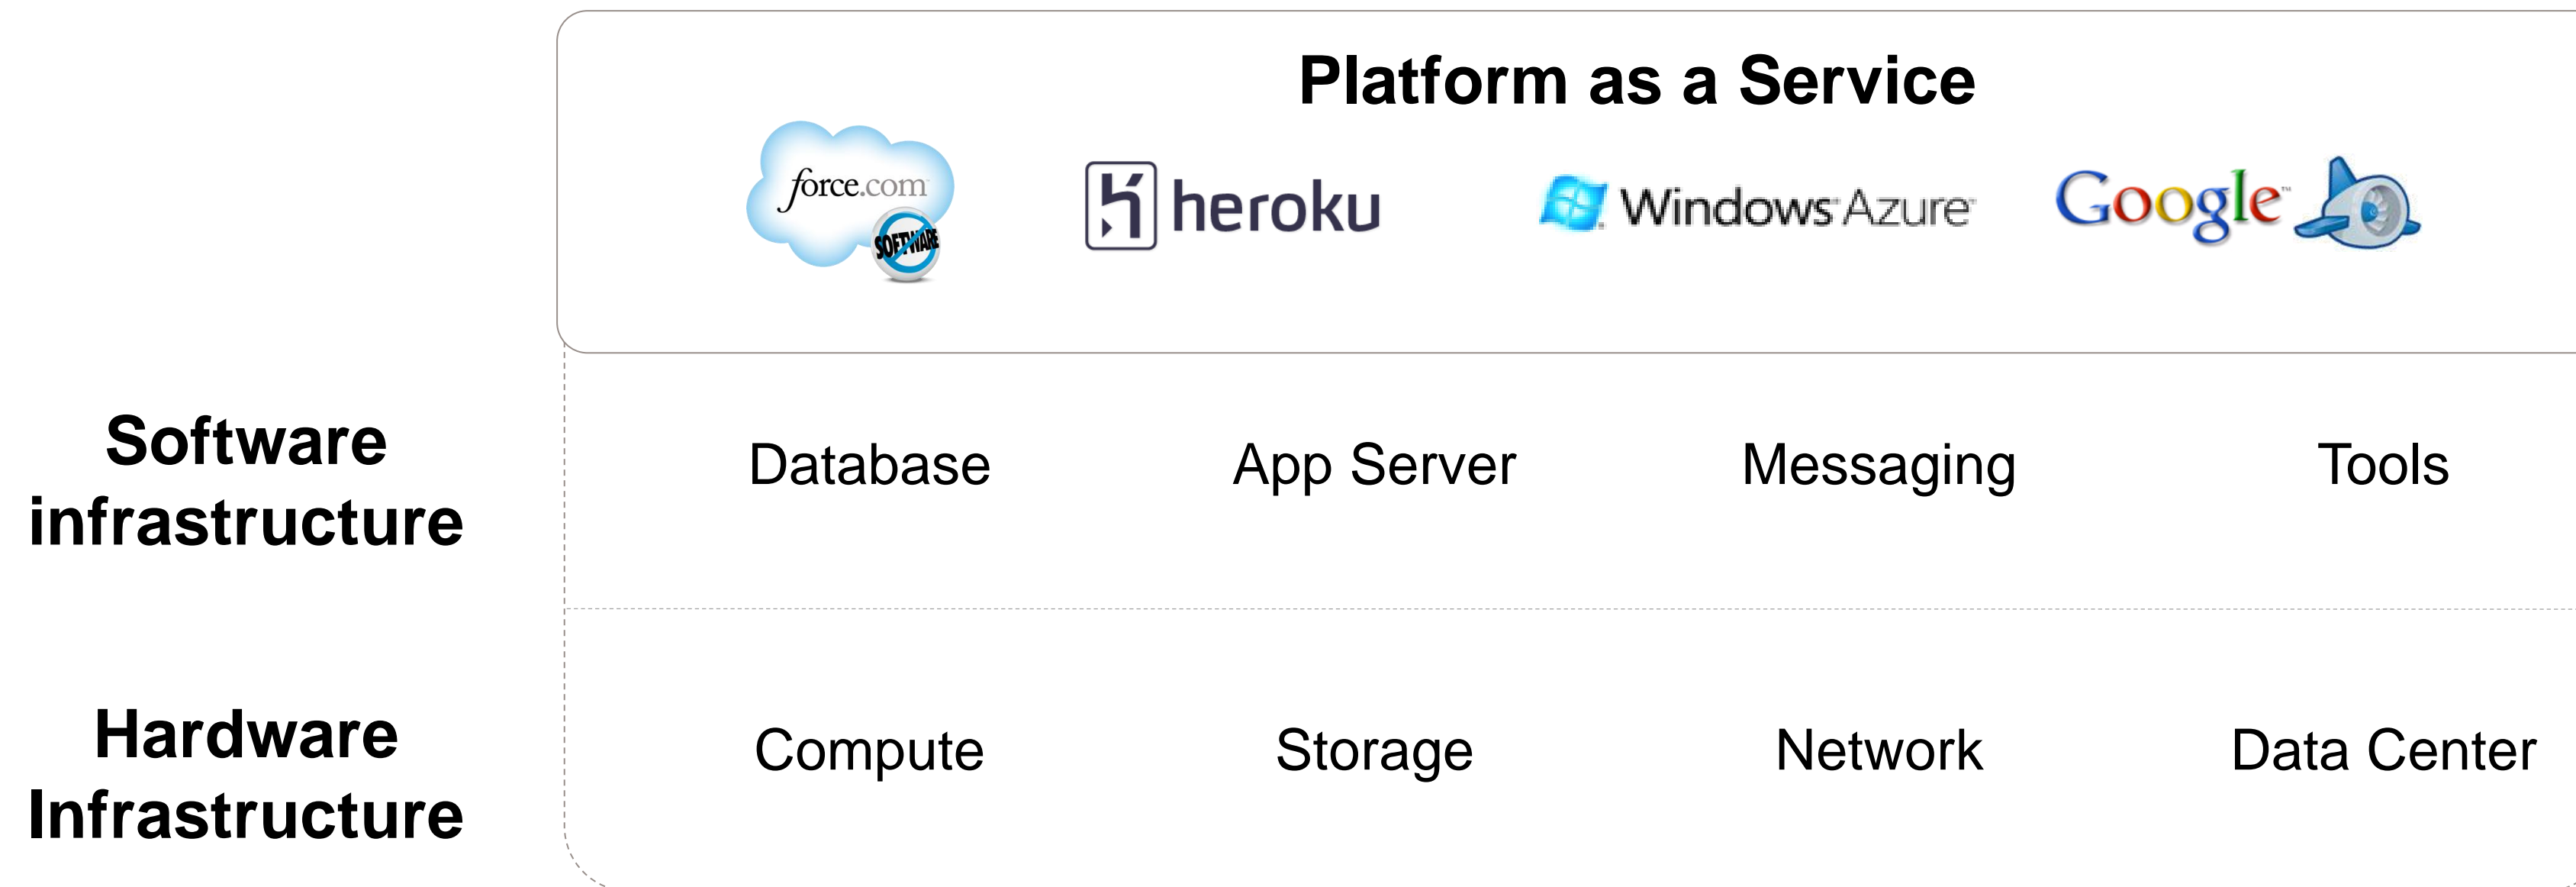 Platform as a Service
force.com
SOFTWARE
heroku
Windows Azure
Google™
Software
infrastructure
Database
App Server
Messaging
Tools
Hardware
Infrastructure
Compute
Storage
Network
Data Center